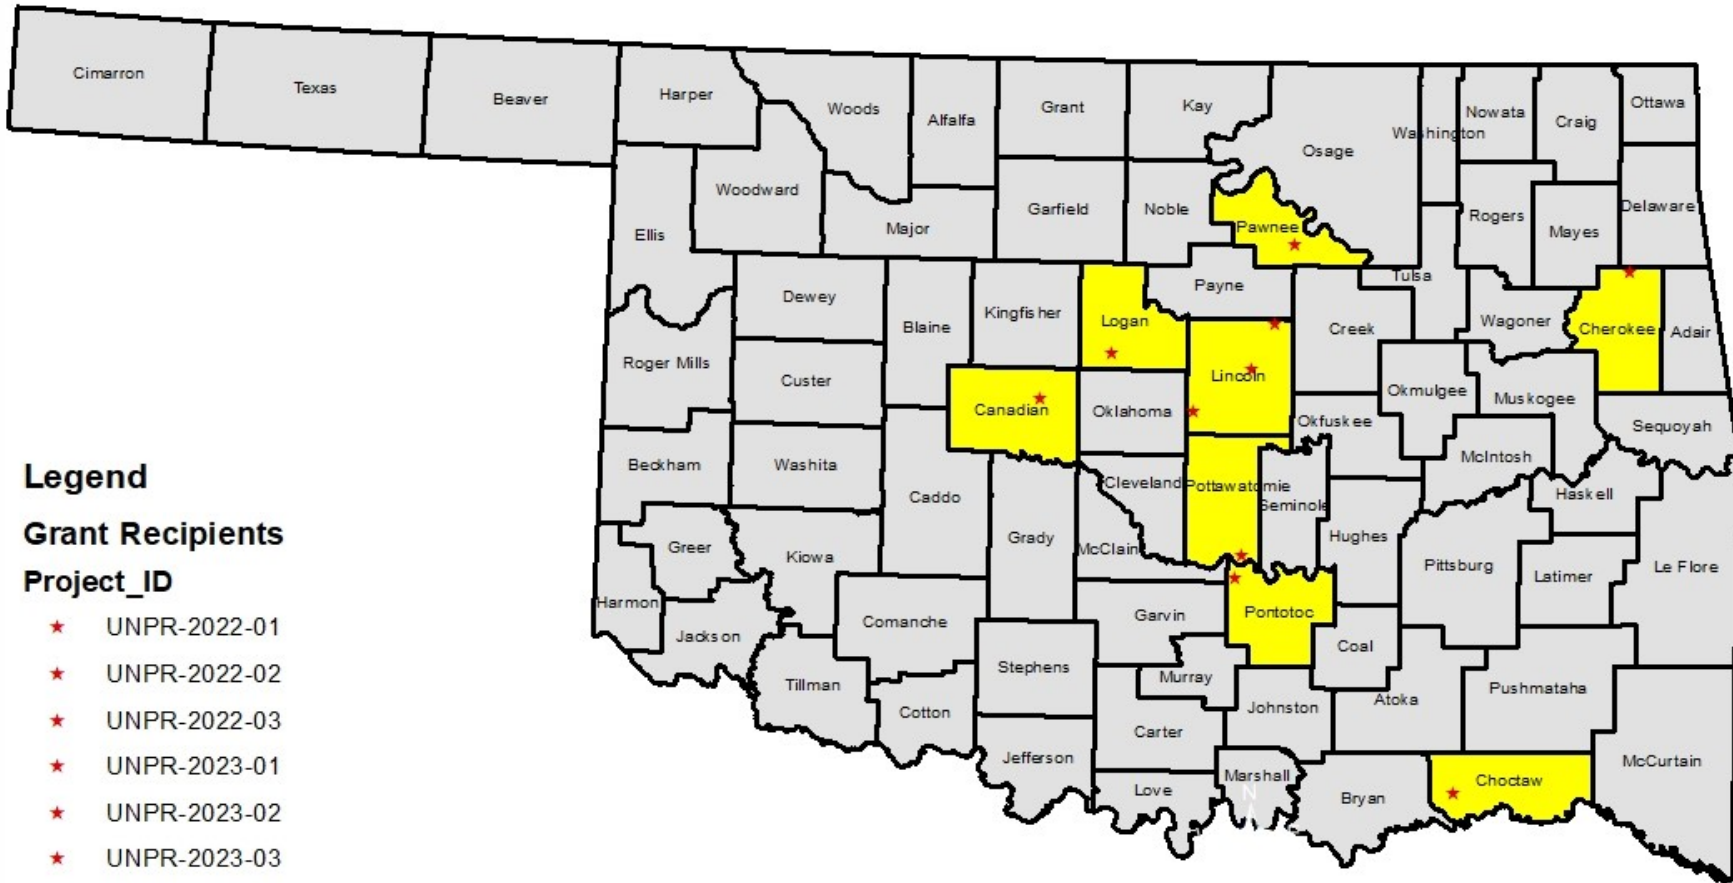 Cimarron
Texas
Beaver
Harper
Woods
Alfalfa
Grant
Kay
Osage
Washington
Nowata
Craig
Ottawa
Woodward
Ellis
Major
Garfield
Noble
Pawnee
Rogers
Mayes
Delaware
Dewey
Blaine
Kingfisher
Logan
Payne
Tulsa
Creek
Wagoner
Cherokee
Adair
Roger Mills
Custer
Canadian
Oklahoma
Lincoln
Okmulgee
Muskogee
Okfuskee
Sequoyah
Beckham
Washita
Caddo
Grady
Cleveland
Pottawatomie
Seminole
McIntosh
Haskell
Greer
Kiowa
McClain
Hughes
Pittsburg
Latimer
Le Flore
Harmon
Jackson
Comanche
Garvin
Pontotoc
Coal
Tillman
Stephens
Murray
Johnston
Atoka
Pushmataha
Cotton
Carter
Jefferson
Love
Marshall
Bryan
Choctaw
McCurtain
N
Legend
Grant Recipients
Project_ID
UNPR-2022-01
UNPR-2022-02
UNPR-2022-03
UNPR-2023-01
UNPR-2023-02
UNPR-2023-03